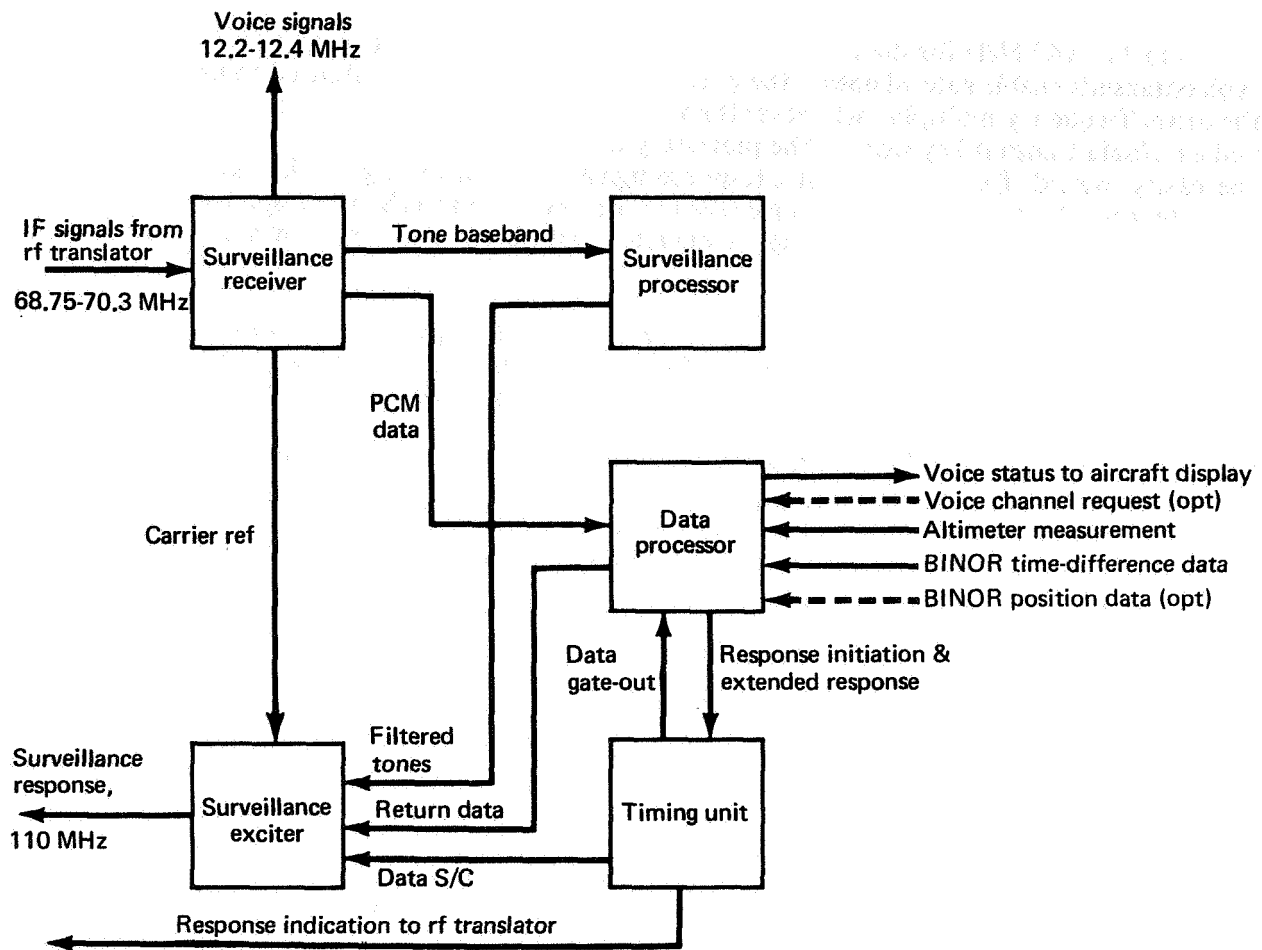 Voice signals
12.2-12.4 MHz
IF signals from
rf translator
68.75-70.3 MHz
Surveillance
receiver
Tone baseband
Surveillance
processor
PCM
data
Carrier ref
Data
processor
Voice status to aircraft display
Voice channel request (opt)
Altimeter measurement
BINOR time-difference data
BINOR position data (opt)
Data
gate-out
Response initiation &
extended response
Surveillance
response,
110 MHz
Surveillance
exciter
Filtered
tones
Return data
Data S/C
Timing unit
Response indication to rf translator